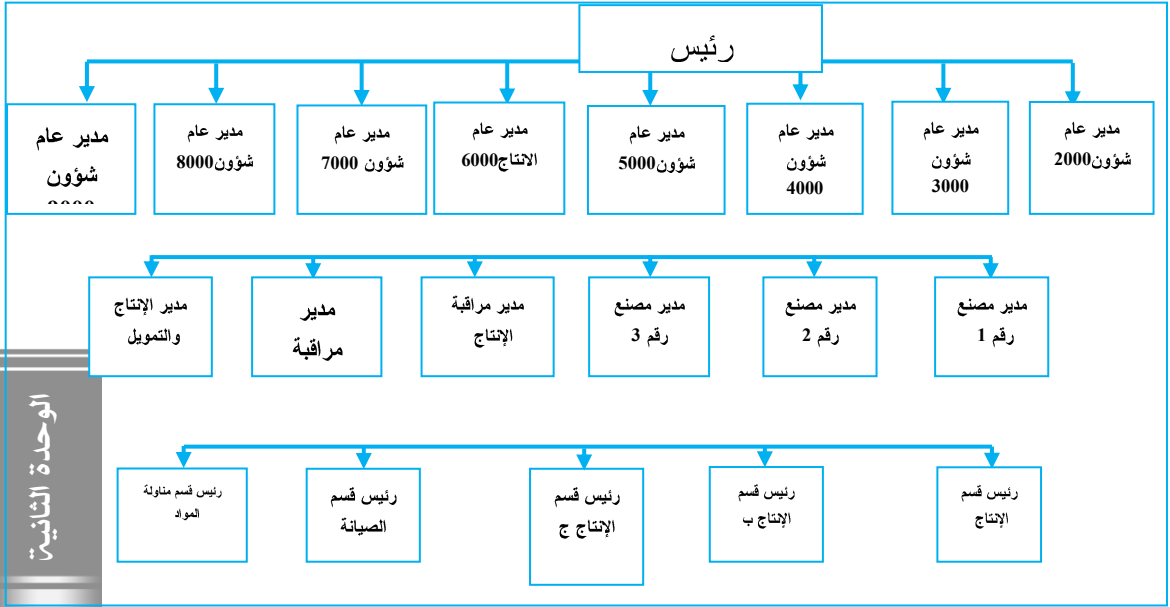 رئيس
مدير عام
شؤون2000
مدير عام
شؤون
3000
مدير عام
شؤون
4000
مدير عام
شؤون5000
مدير عام
الانتاج6000
مدير عام
شؤون 7000
مدير عام
شؤون8000
مدير عام
شؤون
مدير مصنع
رقم 1
مدير مصنع
رقم 2
مدير مصنع
رقم 3
مدير مراقبة
الإنتاج
مدير
مراقبة
مدير الإنتاج
والتمويل
رئيس قسم
الإنتاج
رئيس قسم
الإنتاج ب
رئيس قسم
الإنتاج ج
رئيس قسم
الصيانة
رئيس قسم مناولة
المواد
الوحدة الثانية